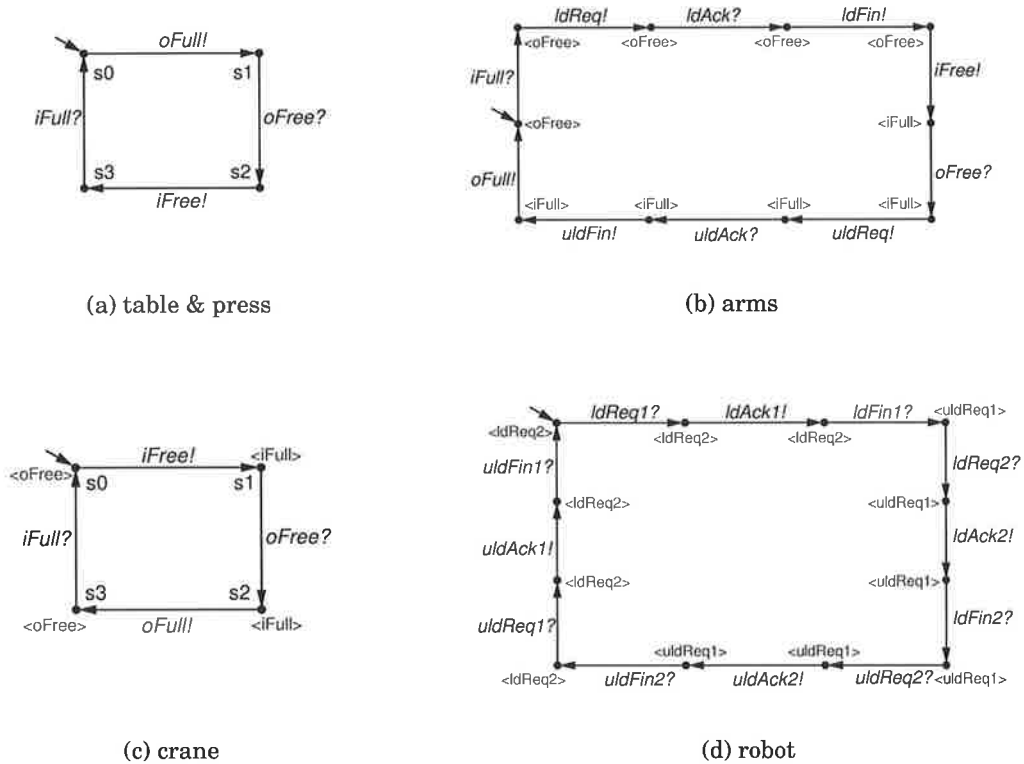 oFull!
s0 s1
iFull? oFree?
s3 s2
iFree!
(a) table & press
ldReq! ldAck? ldFin!
<oFree> <oFree> <oFree> <oFree>
iFull? iFree!
<oFree> <iFull>
oFull! oFree?
<iFull> <iFull> <iFull> <iFull>
uldFin! uldAck? uldReq!
(b) arms
iFree! <iFull>
<oFree> s0 s1
iFull? oFree?
s3 s2
<oFree> oFull! <iFull>
(c) crane
ldReq1? ldAck1! ldFin1? <uldReq1>
<ldReq2> <ldReq2> <ldReq2>
uldFin1? ldReq2?
<ldReq2> <uldReq1>
uldAck1! ldAck2!
<ldReq2> <uldReq1>
uldReq1? ldFin2?
<uldReq1> <uldReq1>
<ldReq2> uldFin2? uldAck2! uldReq2? <uldReq1>
(d) robot